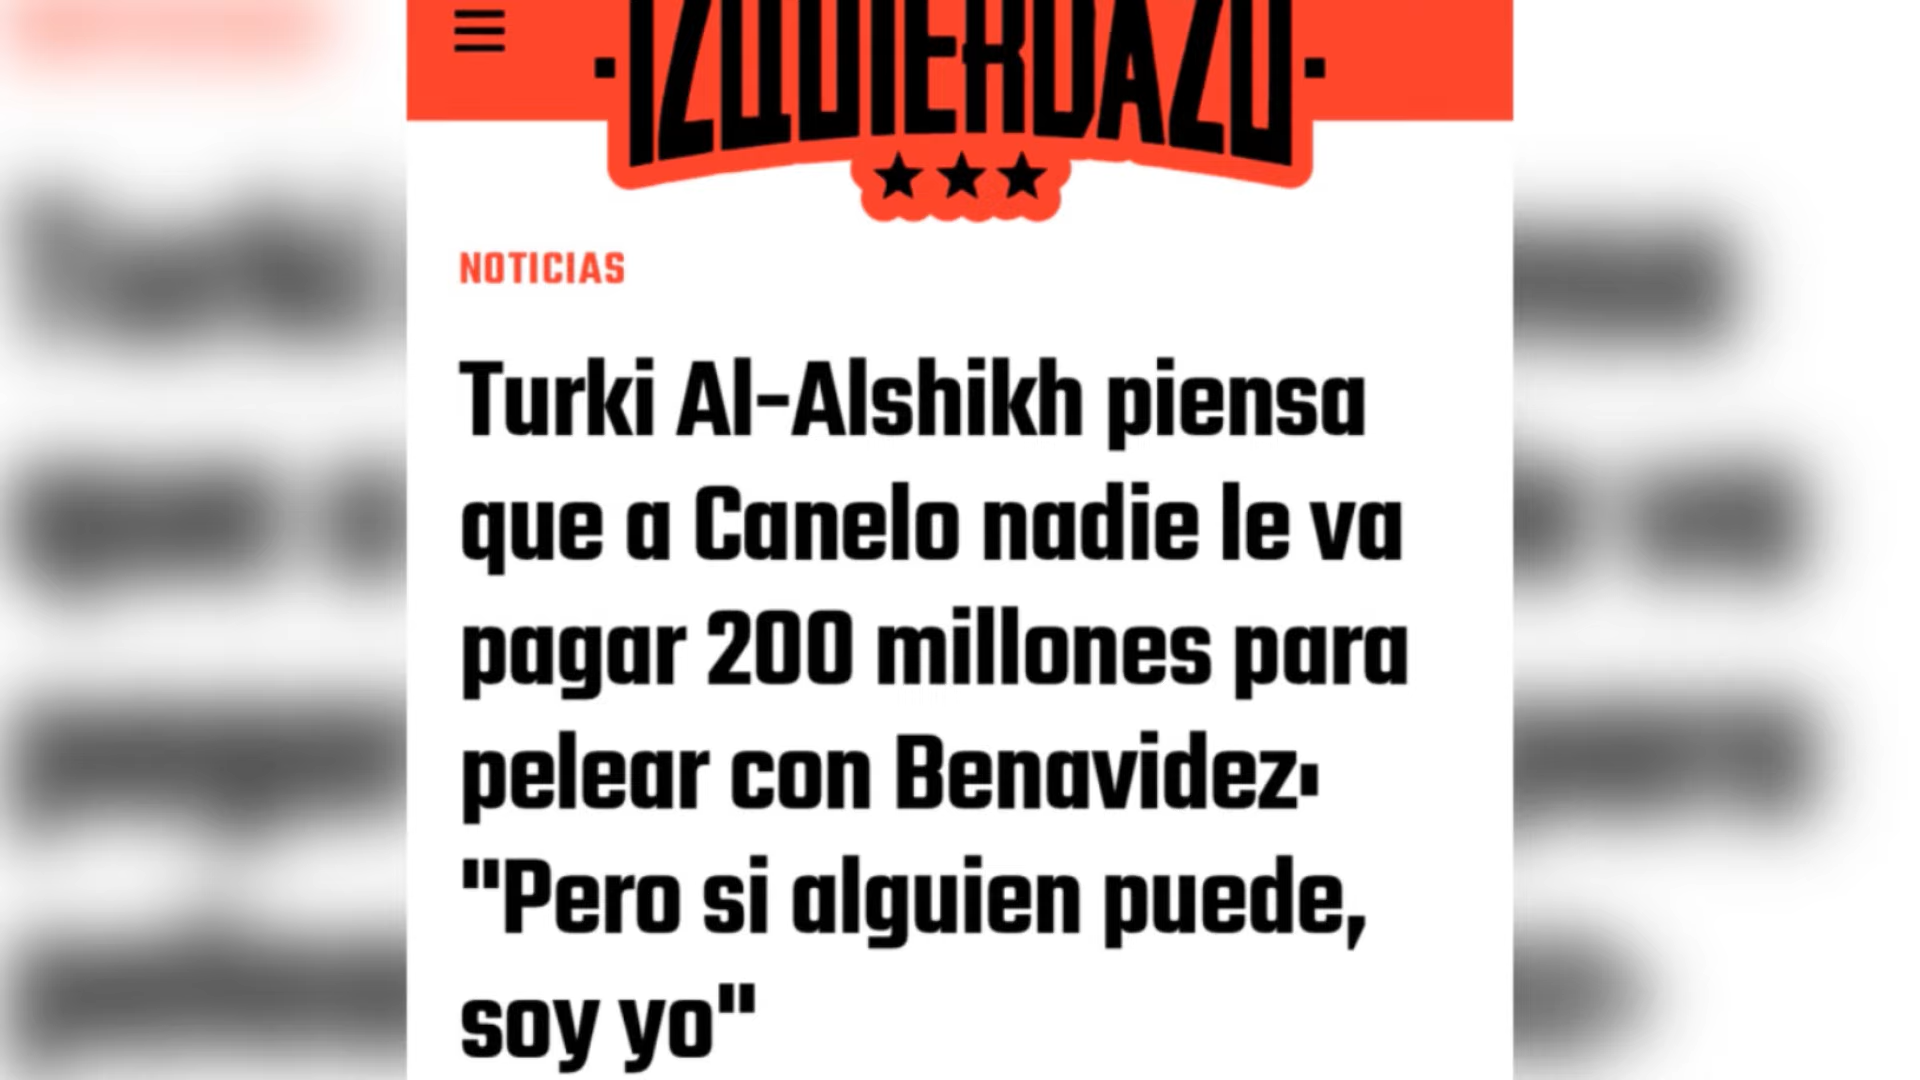 IZQUIERDAZO
NOTICIAS
Turki Al-Alshikh piensa
que a Canelo nadie le va
pagar 200 millones para
pelear con Benavidez:
"Pero si alguien puede,
soy yo"